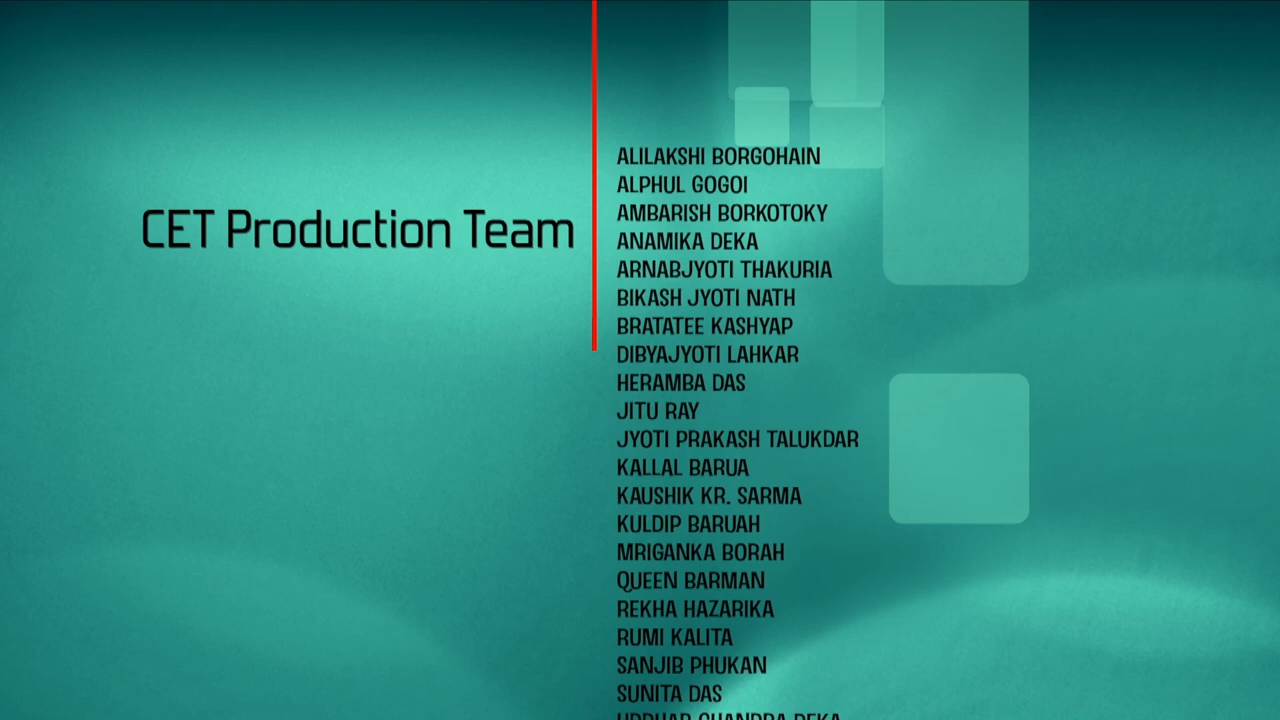 CET Production Team
ALILAKSHI BORGOHAIN
ALPHUL GOGOI
AMBARISH BORKOTOKY
ANAMIKA DEKA
ARNABJYOTI THAKURIA
BIKASH JYOTI NATH
BRATATEE KASHYAP
DIBYAJYOTI LAHKAR
HERAMBA DAS
JITU RAY
JYOTI PRAKASH TALUKDAR
KALLAL BARUA
KAUSHIK KR. SARMA
KULDIP BARUAH
MRIGANKA BORAH
QUEEN BARMAN
REKHA HAZARIKA
RUMI KALITA
SANJIB PHUKAN
SUNITA DAS
CHANDRA DEKA